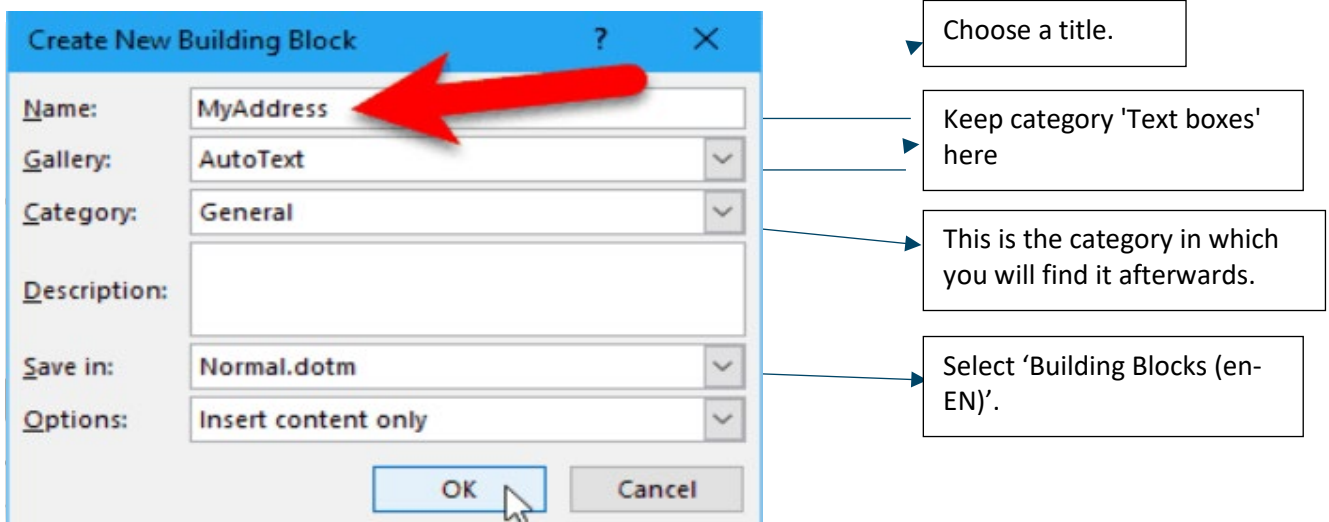 Create New Building Block ?
Name: MyAddress
Gallery: AutoText
Category: General
Description:
Save in: Normal.dotm
Options: Insert content only
OK Cancel
Choose a title.
Keep category 'Text boxes'
here
This is the category in which
you will find it afterwards.
Select ‘Building Blocks (en-
EN)’.